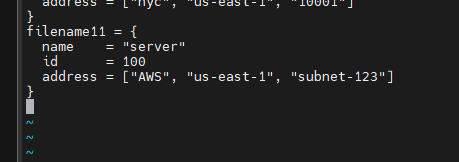 address = ["nyc", "us-east-1", "10001"]
}
filename11 = {
  name    = "server"
  id      = 100
  address = ["AWS", "us-east-1", "subnet-123"]
}
~
~
~